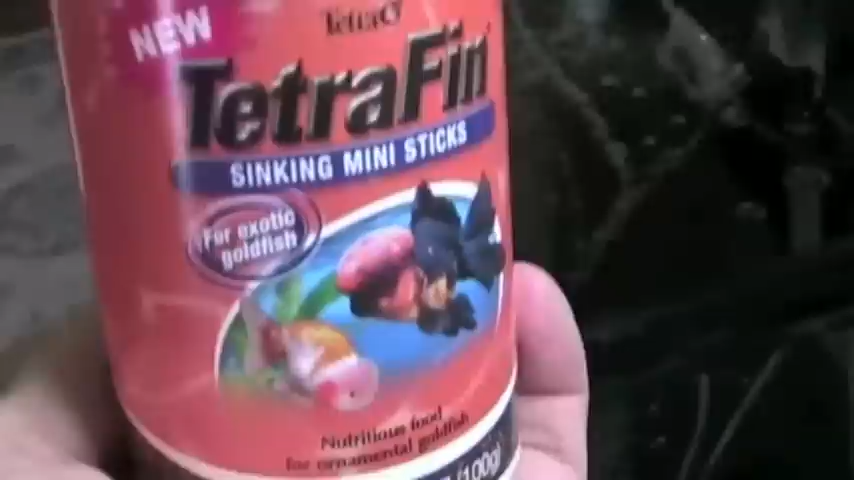 NEW
Tetra
TetraFin
SINKING MINI STICKS
For exotic
goldfish
Nutritious food
for ornamental goldfish
(100g)